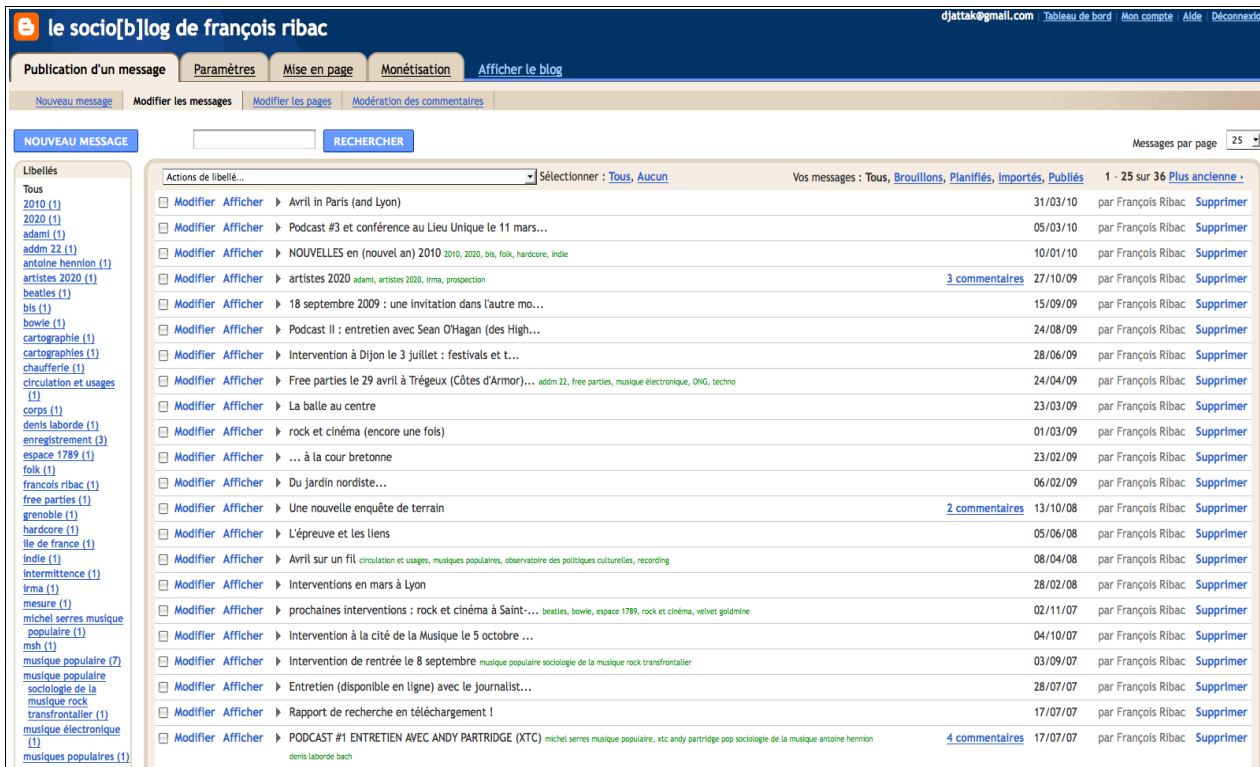 djattak@gmail.com Tableau de bord Mon compte Aide Déconnexio
le socio[b]log de françois ribac
Publication d'un message Paramètres Mise en page Monétisation Afficher le blog
Nouveau message Modifier les messages Modifier les pages Modération des commentaires
NOUVEAU MESSAGE RECHERCHER Messages par page 25
Libellés
Tous
2010 (1)
2020 (1)
adami (1)
addm 22 (1)
antoine hennion (1)
artistes 2020 (1)
beatles (1)
bis (1)
bowie (1)
cartographie (1)
cartographies (1)
chaufferie (1)
circulation et usages
(1)
corps (1)
denis laborde (1)
enregistrement (3)
espace 1789 (1)
folk (1)
francois ribac (1)
free parties (1)
grenoble (1)
hardcore (1)
ile de france (1)
indie (1)
intermittence (1)
irma (1)
mesure (1)
michel serres musique
populaire (1)
msh (1)
musique populaire (7)
musique populaire
sociologie de la
musique rock
transfrontalier (1)
musique électronique
(1)
musiques populaires (1)
Actions de libellé... Sélectionner : Tous, Aucun Vos messages : Tous, Brouillons, Planifiés, Importés, Publiés 1 - 25 sur 36 Plus ancienne ›
Modifier Afficher Avril in Paris (and Lyon) 31/03/10 par François Ribac Supprimer
Modifier Afficher Podcast #3 et conférence au Lieu Unique le 11 mars... 05/03/10 par François Ribac Supprimer
Modifier Afficher NOUVELLES en (nouvel an) 2010 2010, 2020, bis, folk, hardcore, indie 10/01/10 par François Ribac Supprimer
Modifier Afficher artistes 2020 adami, artistes 2020, irma, prospection 3 commentaires 27/10/09 par François Ribac Supprimer
Modifier Afficher 18 septembre 2009 : une invitation dans l'autre mo... 15/09/09 par François Ribac Supprimer
Modifier Afficher Podcast II : entretien avec Sean O'Hagan (des High... 24/08/09 par François Ribac Supprimer
Modifier Afficher Intervention à Dijon le 3 juillet : festivals et t... 28/06/09 par François Ribac Supprimer
Modifier Afficher Free parties le 29 avril à Trégeux (Côtes d'Armor)... addm 22, free parties, musique électronique, ONG, techno 24/04/09 par François Ribac Supprimer
Modifier Afficher La balle au centre 23/03/09 par François Ribac Supprimer
Modifier Afficher rock et cinéma (encore une fois) 01/03/09 par François Ribac Supprimer
Modifier Afficher ... à la cour bretonne 23/02/09 par François Ribac Supprimer
Modifier Afficher Du jardin nordiste... 06/02/09 par François Ribac Supprimer
Modifier Afficher Une nouvelle enquête de terrain 2 commentaires 13/10/08 par François Ribac Supprimer
Modifier Afficher L'épreuve et les liens 05/06/08 par François Ribac Supprimer
Modifier Afficher Avril sur un fil circulation et usages, musiques populaires, observatoire des politiques culturelles, recording 08/04/08 par François Ribac Supprimer
Modifier Afficher Interventions en mars à Lyon 28/02/08 par François Ribac Supprimer
Modifier Afficher prochaines interventions : rock et cinéma à Saint-... beatles, bowie, espace 1789, rock et cinéma, velvet goldmine 02/11/07 par François Ribac Supprimer
Modifier Afficher Intervention à la cité de la Musique le 5 octobre ... 04/10/07 par François Ribac Supprimer
Modifier Afficher Intervention de rentrée le 8 septembre musique populaire sociologie de la musique rock transfrontalier 03/09/07 par François Ribac Supprimer
Modifier Afficher Entretien (disponible en ligne) avec le journalist... 28/07/07 par François Ribac Supprimer
Modifier Afficher Rapport de recherche en téléchargement ! 17/07/07 par François Ribac Supprimer
Modifier Afficher PODCAST #1 ENTRETIEN AVEC ANDY PARTRIDGE (XTC) michel serres musique populaire, xtc andy partridge pop sociologie de la musique antoine hennion 4 commentaires 17/07/07 par François Ribac Supprimer
denis laborde bach